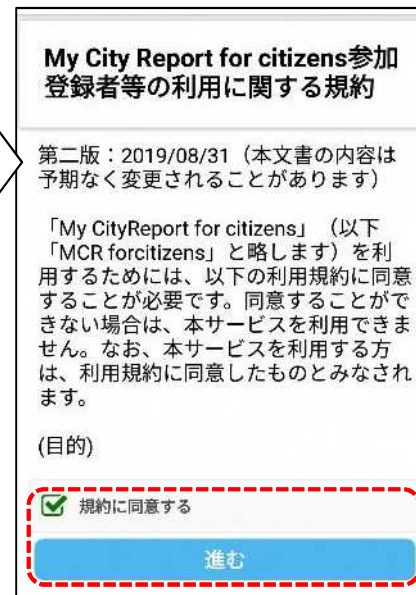 My City Report for citizens参加
登録者等の利用に関する規約
第二版：2019/08/31（本文書の内容は
予期なく変更されることがあります）
「My CityReport for citizens」（以下
「MCR forcitizens」と略します）を利
用するためには、以下の利用規約に同意
することが必要です。同意することがで
きない場合は、本サービスを利用できま
せん。なお、本サービスを利用する方
は、利用規約に同意したものとみなされ
ます。
(目的)
規約に同意する
進む